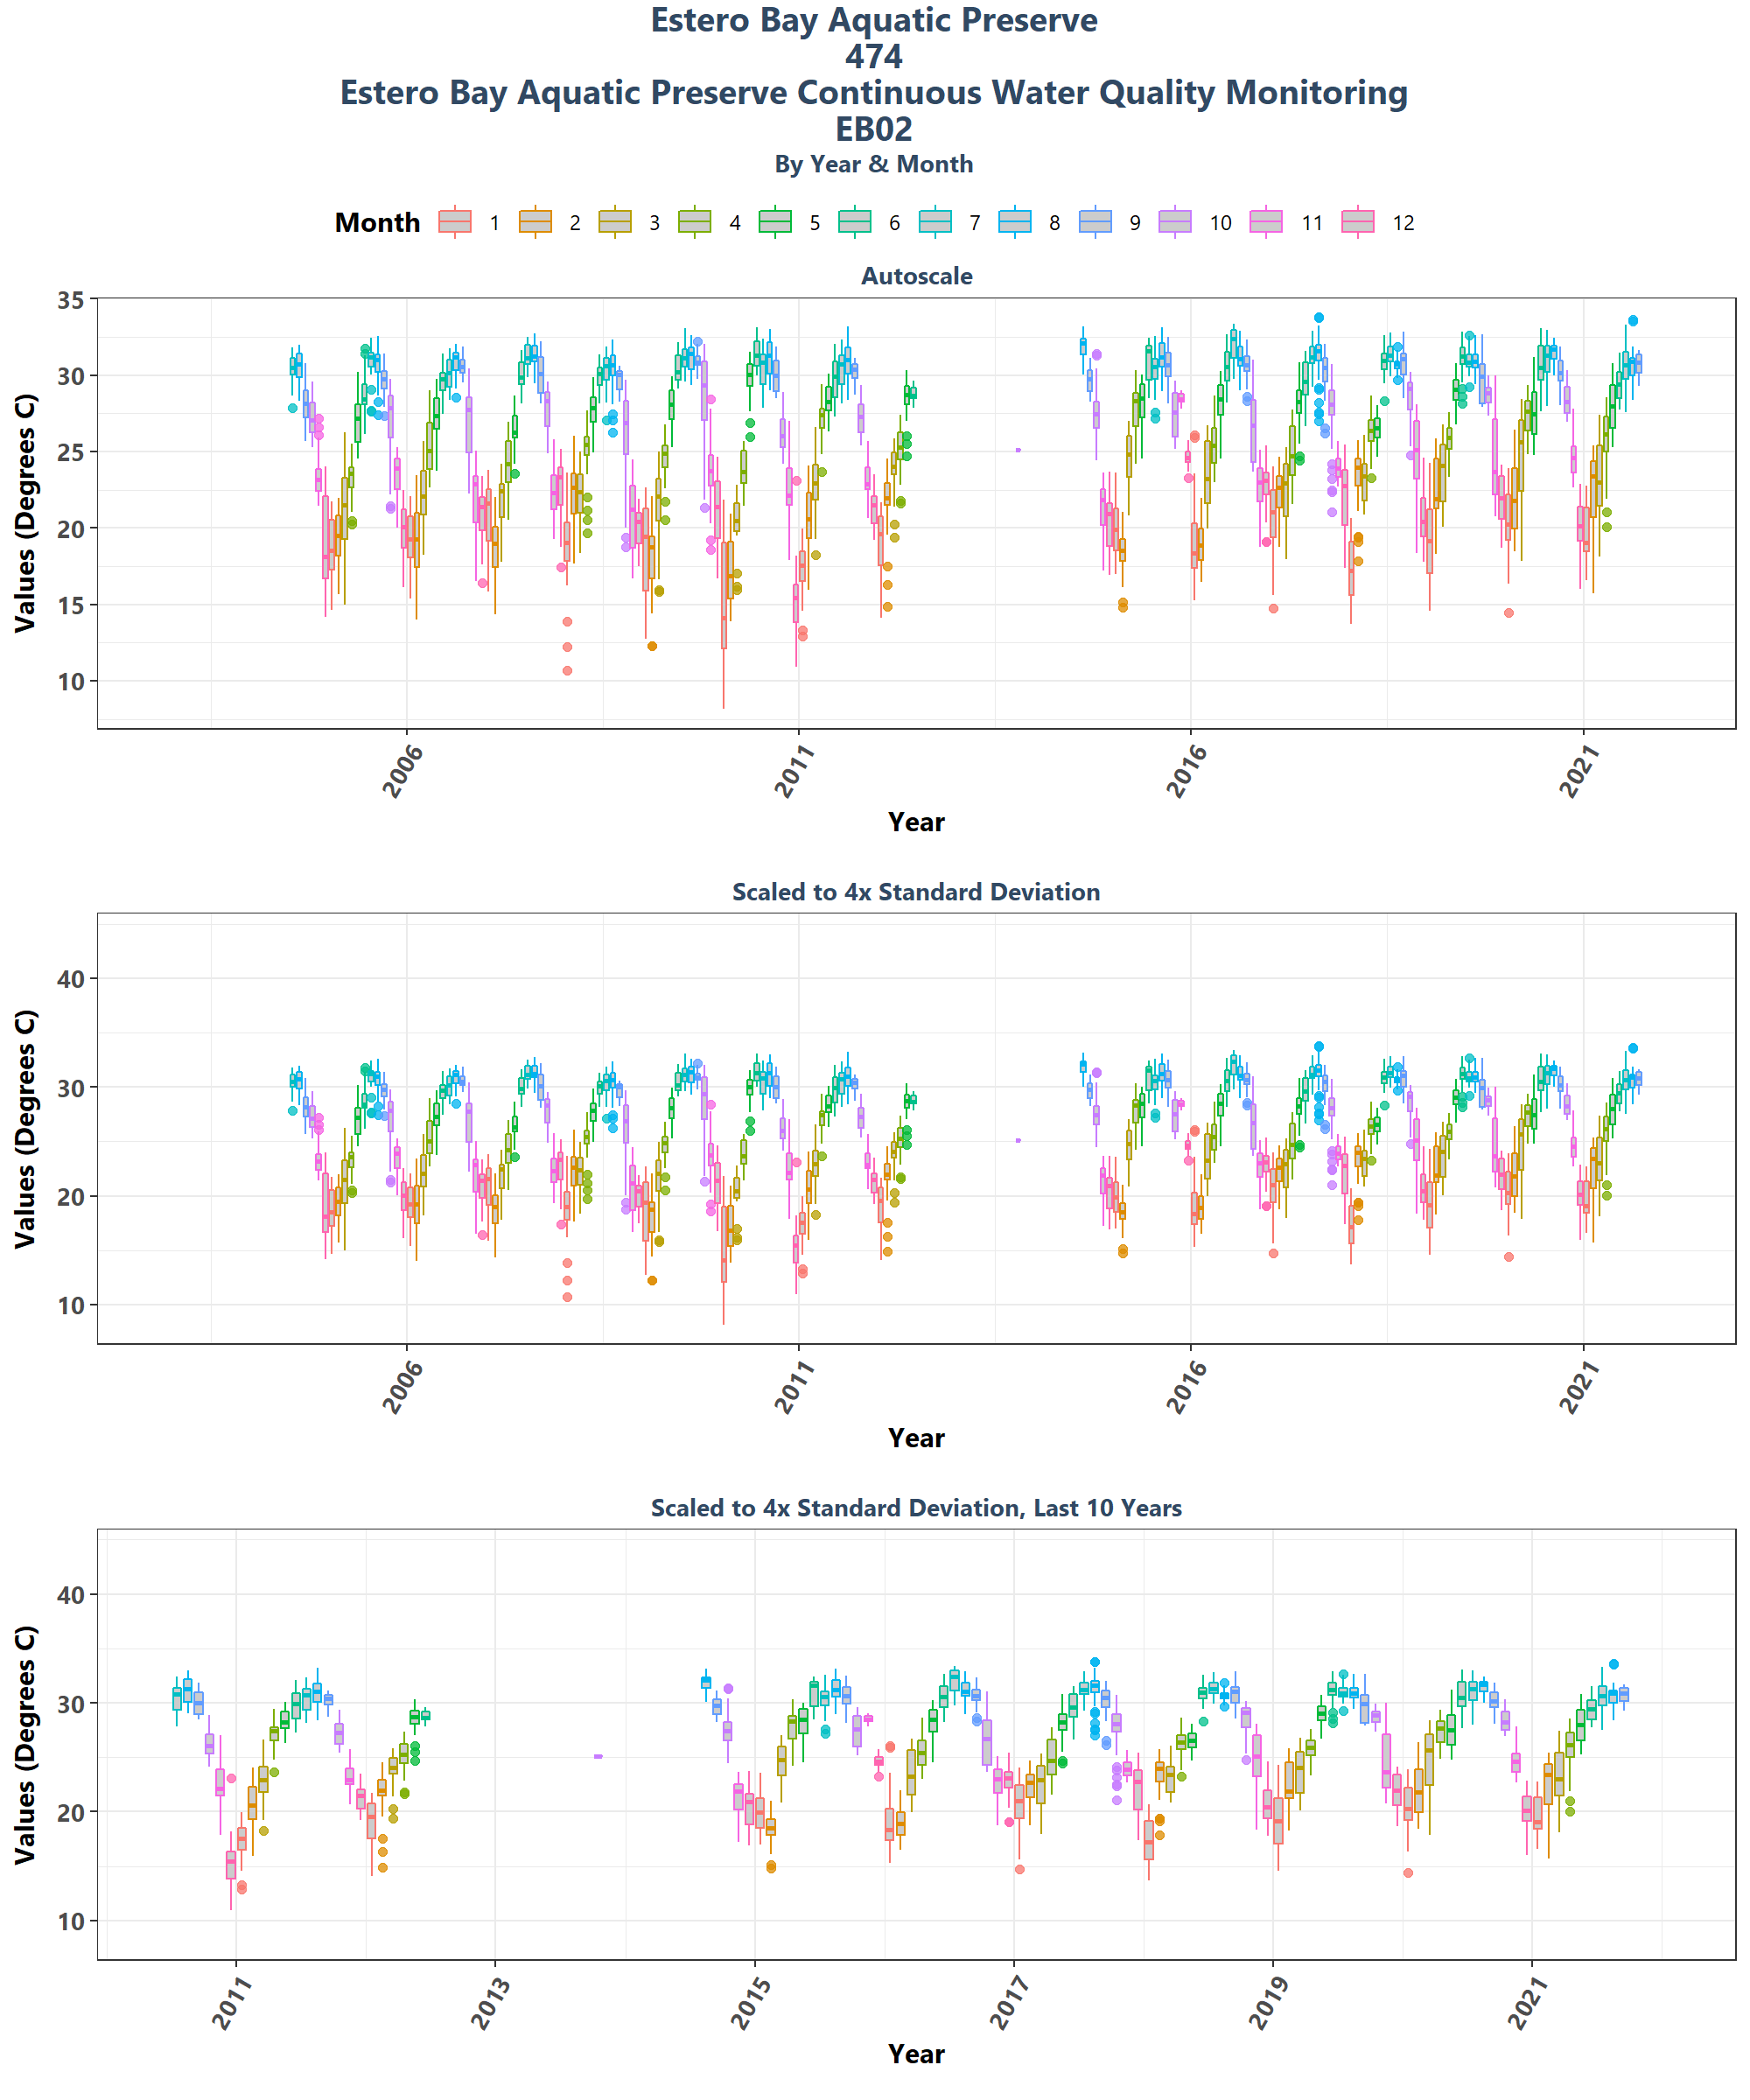 Estero Bay Aquatic Preserve
474
Estero Bay Aquatic Preserve Continuous Water Quality Monitoring
EB02
By Year & Month
Month 1 2 3 4 5 6 7 8 9 10 11 12
Autoscale
Values (Degrees C)
35
30
25
20
15
10
2006 2011 2016 2021
Year
Scaled to 4x Standard Deviation
Values (Degrees C)
40
30
20
10
2006 2011 2016 2021
Year
Scaled to 4x Standard Deviation, Last 10 Years
Values (Degrees C)
40
30
20
10
2011 2013 2015 2017 2019 2021
Year